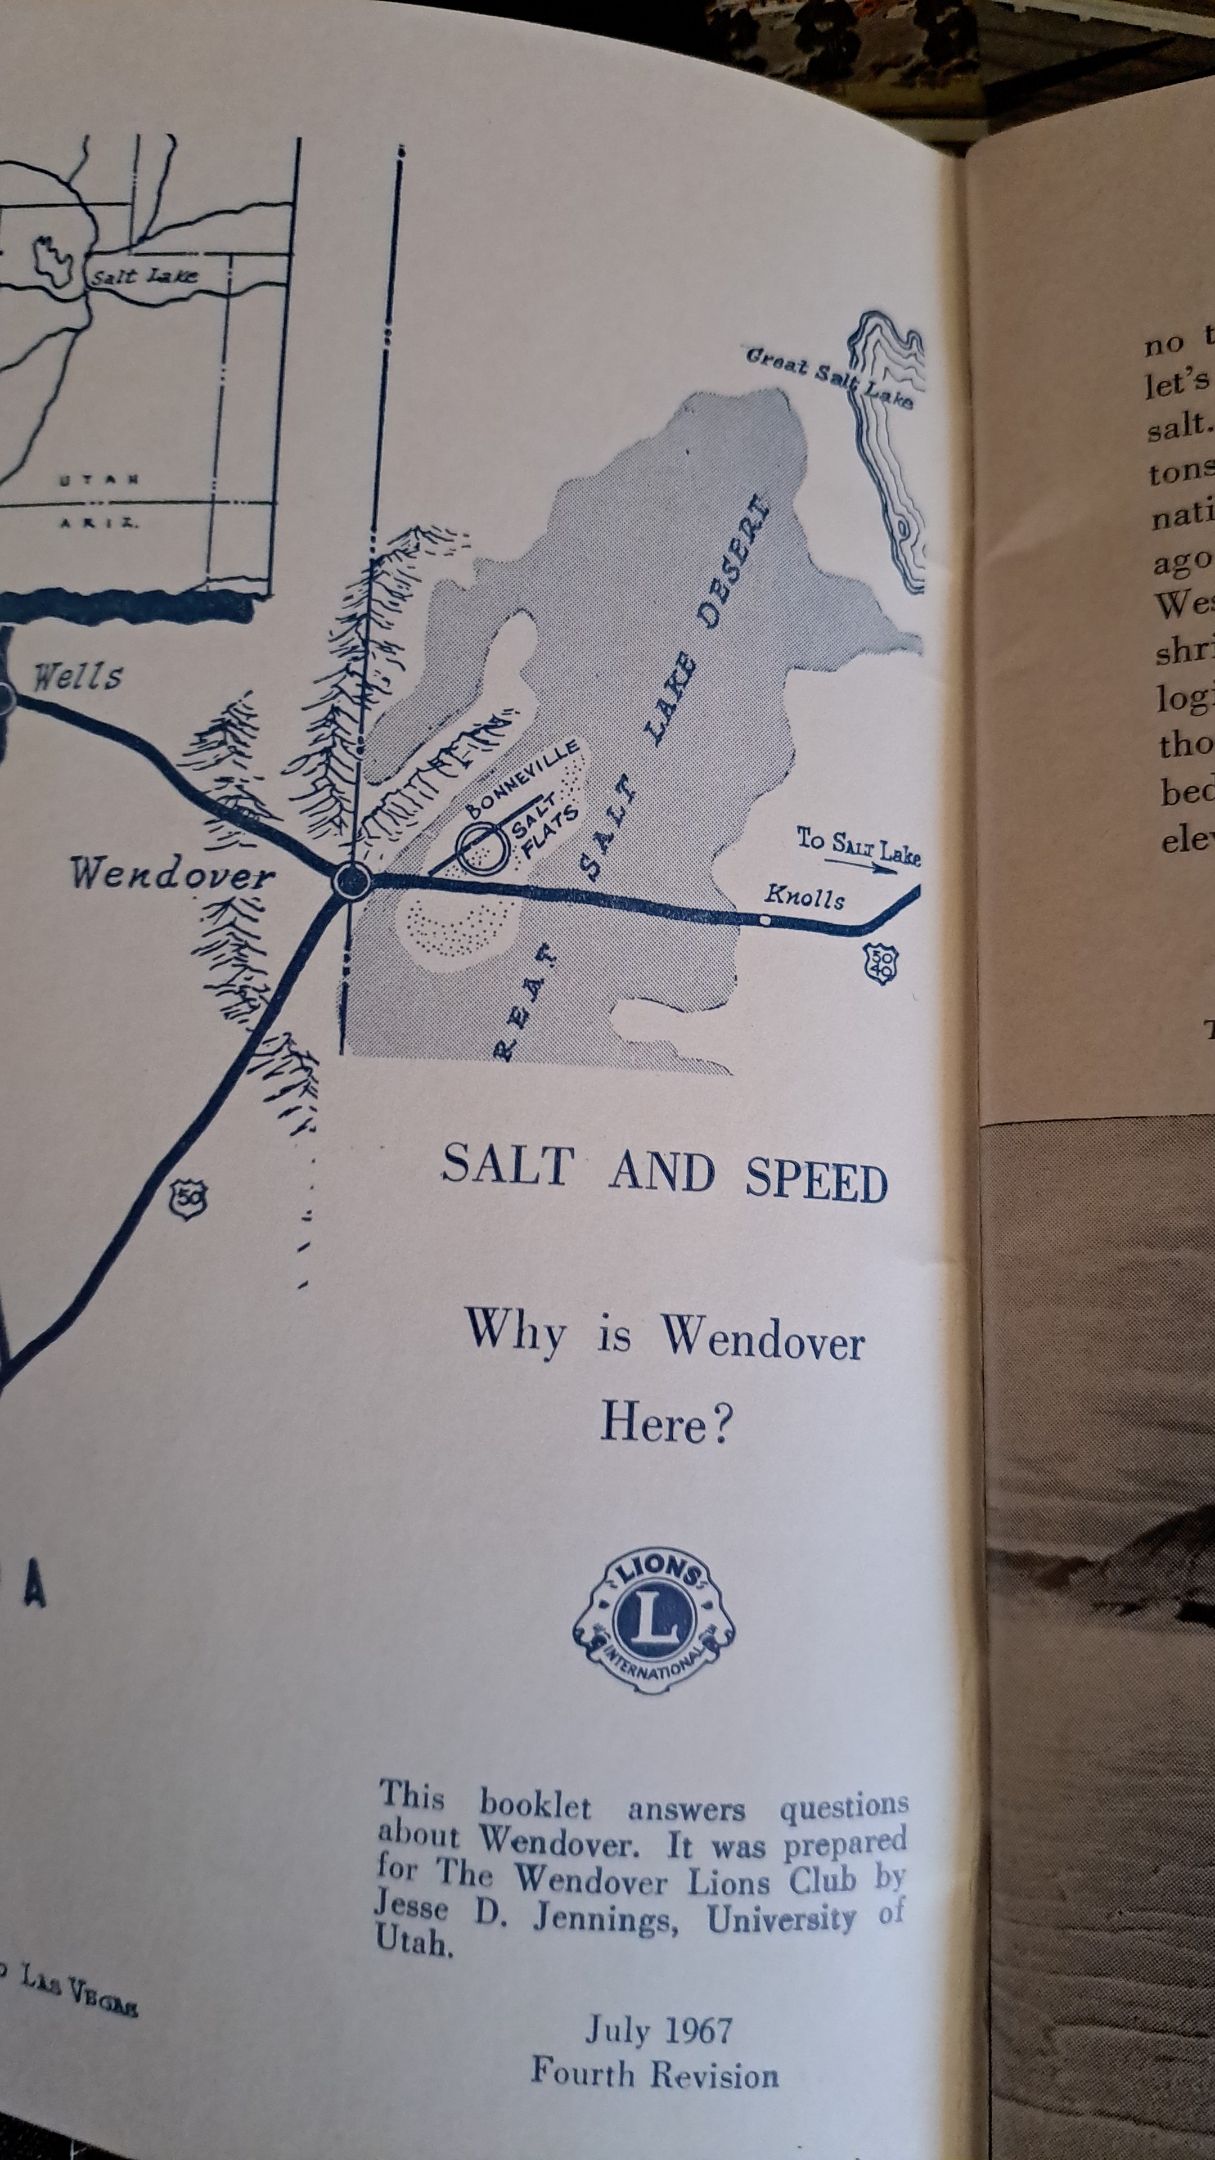 Salt Lake
UTAH
ARIZ.
Great Salt Lake
Wells
REAT SALT LAKE DESERT
BONNEVILLE
SALT
FLATS
Wendover
To SALT Lake
Knolls
50
40
50
SALT AND SPEED
Why is Wendover
Here?
A
LIONS
L
INTERNATIONAL
This booklet answers questions
about Wendover. It was prepared
for The Wendover Lions Club by
Jesse D. Jennings, University of
Utah.
LAS VEGAS
July 1967
Fourth Revision
no t
let's
salt.
tons
nati
ago
Wes
shri
logi
tho
bed
elev